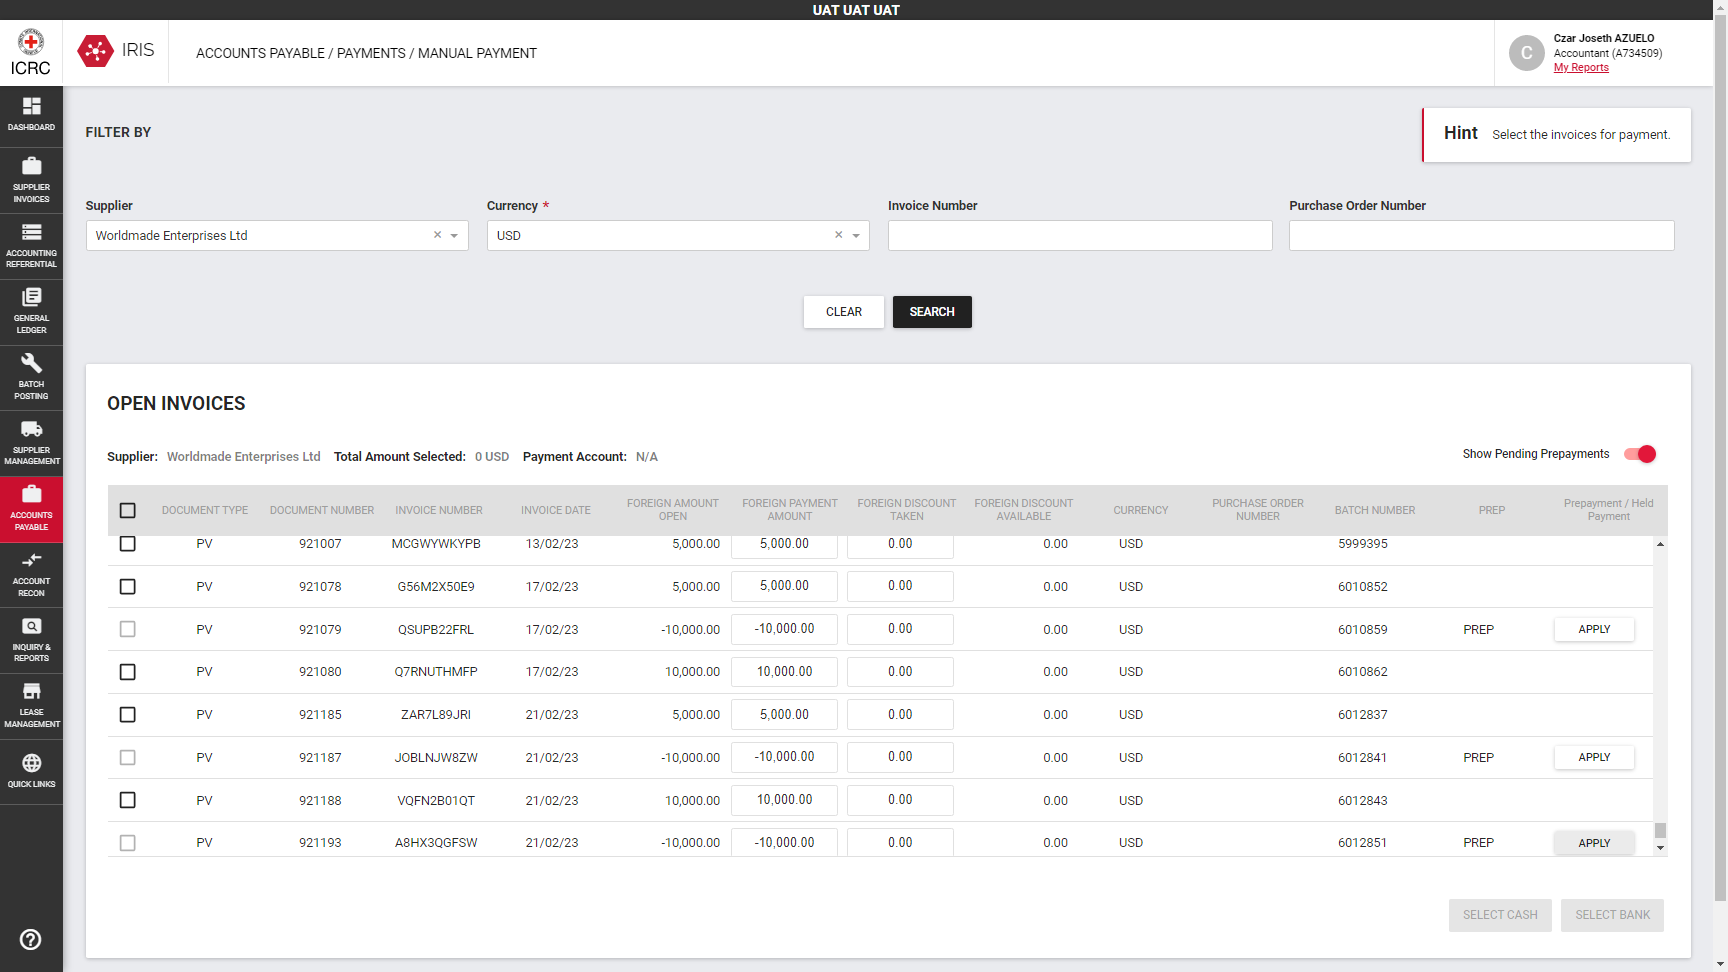 UAT UAT UAT
ICRC
IRIS
ACCOUNTS PAYABLE / PAYMENTS / MANUAL PAYMENT
C
Czar Joseth AZUELO
Accountant (A734509)
My Reports
DASHBOARD
SUPPLIER
INVOICES
ACCOUNTING
REFERENTIAL
GENERAL
LEDGER
BATCH
POSTING
SUPPLIER
MANAGEMENT
ACCOUNTS
PAYABLE
ACCOUNT
RECON
INQUIRY &
REPORTS
LEASE
MANAGEMENT
QUICK LINKS
FILTER BY
Hint Select the invoices for payment.
Supplier Currency * Invoice Number Purchase Order Number
Worldmade Enterprises Ltd × USD ×
CLEAR SEARCH
OPEN INVOICES
Supplier: Worldmade Enterprises Ltd Total Amount Selected: 0 USD Payment Account: N/A Show Pending Prepayments
DOCUMENT TYPE DOCUMENT NUMBER INVOICE NUMBER INVOICE DATE FOREIGN AMOUNT OPEN FOREIGN PAYMENT AMOUNT FOREIGN DISCOUNT TAKEN FOREIGN DISCOUNT AVAILABLE CURRENCY PURCHASE ORDER NUMBER BATCH NUMBER PREP Prepayment / Held Payment
PV 921007 MCGWYWKYPB 13/02/23 5,000.00 5,000.00 0.00 0.00 USD 5999395
PV 921078 G56M2X50E9 17/02/23 5,000.00 5,000.00 0.00 0.00 USD 6010852
PV 921079 QSUPB22FRL 17/02/23 -10,000.00 -10,000.00 0.00 0.00 USD 6010859 PREP APPLY
PV 921080 Q7RNUTHMFP 17/02/23 10,000.00 10,000.00 0.00 0.00 USD 6010862
PV 921185 ZAR7L89JRI 21/02/23 5,000.00 5,000.00 0.00 0.00 USD 6012837
PV 921187 JOBLNJW8ZW 21/02/23 -10,000.00 -10,000.00 0.00 0.00 USD 6012841 PREP APPLY
PV 921188 VQFN2B01QT 21/02/23 10,000.00 10,000.00 0.00 0.00 USD 6012843
PV 921193 A8HX3QGFSW 21/02/23 -10,000.00 -10,000.00 0.00 0.00 USD 6012851 PREP APPLY
SELECT CASH SELECT BANK